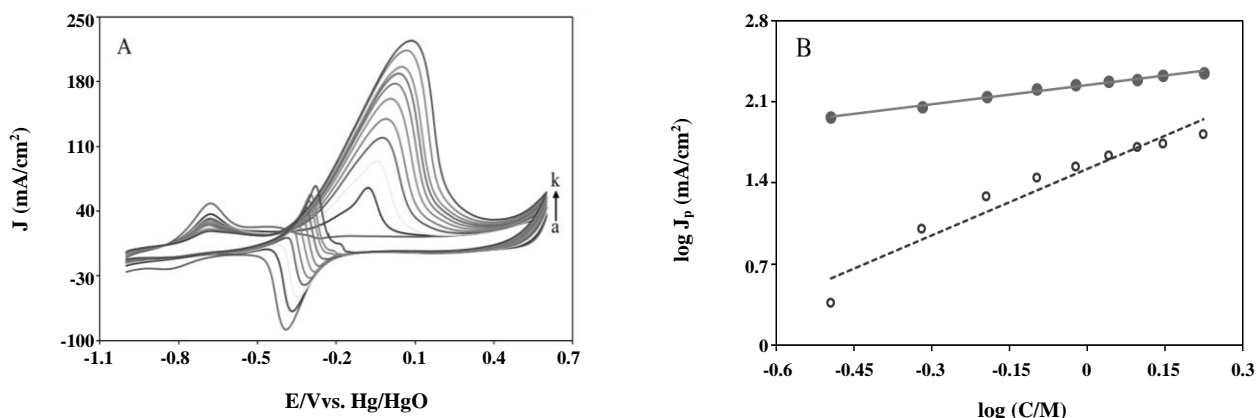 A
250
180
110
40
-30
-100
J (mA/cm²)
k
a
-1.1 -0.8 -0.5 -0.2 0.1 0.4 0.7
E/Vvs. Hg/HgO
B
2.8
2.1
1.4
0.7
0
log Jₚ (mA/cm²)
-0.6 -0.45 -0.3 -0.15 0 0.15 0.3
log (C/M)